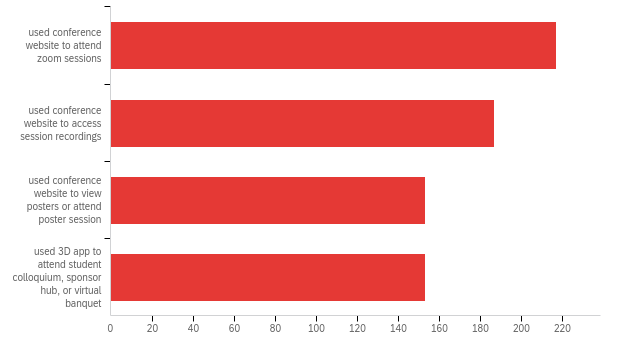 used conference
website to attend
zoom sessions
used conference
website to access
session recordings
used conference
website to view
posters or attend
poster session
used 3D app to
attend student
colloquium, sponsor
hub, or virtual
banquet
0 20 40 60 80 100 120 140 160 180 200 220